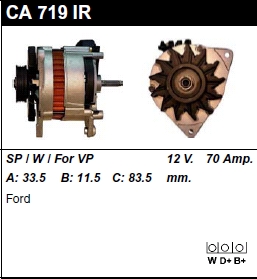 CA 719 IR
SP / W / For VP 12 V. 70 Amp.
A: 33.5 B: 11.5 C: 83.5 mm.
Ford
W D+ B+